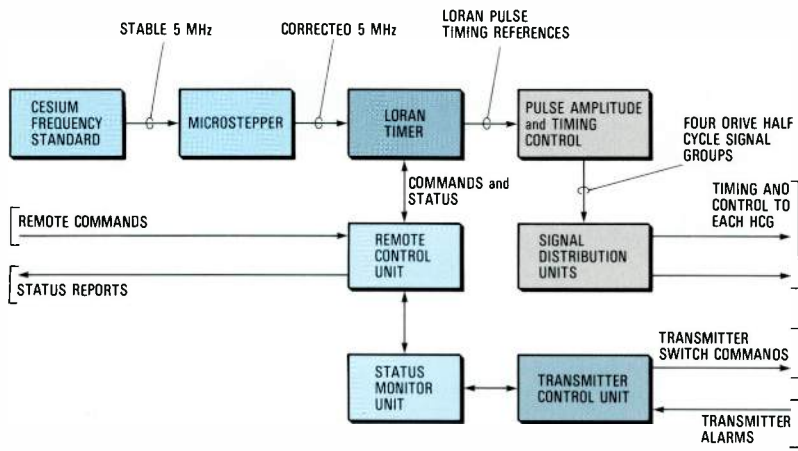 STABLE 5 MHz
CORRECTED 5 MHz
LORAN PULSE
TIMING REFERENCES
CESIUM
FREQUENCY
STANDARD
MICROSTEPPER
LORAN
TIMER
PULSE AMPLITUDE
and TIMING
CONTROL
FOUR ORIVE HALF
CYCLE SIGNAL
GROUPS
COMMANDS and
STATUS
TIMING ANO
CONTROL TO
EACH HCG
REMOTE COMMANDS
REMOTE
CONTROL
UNIT
SIGNAL
DISTRIBUTION
UNITS
STATUS REPORTS
TRANSMITTER
SWITCH COMMANOS
STATUS
MONITOR
UNIT
TRANSMITTER
CONTROL UNIT
TRANSMITTER
ALARMS